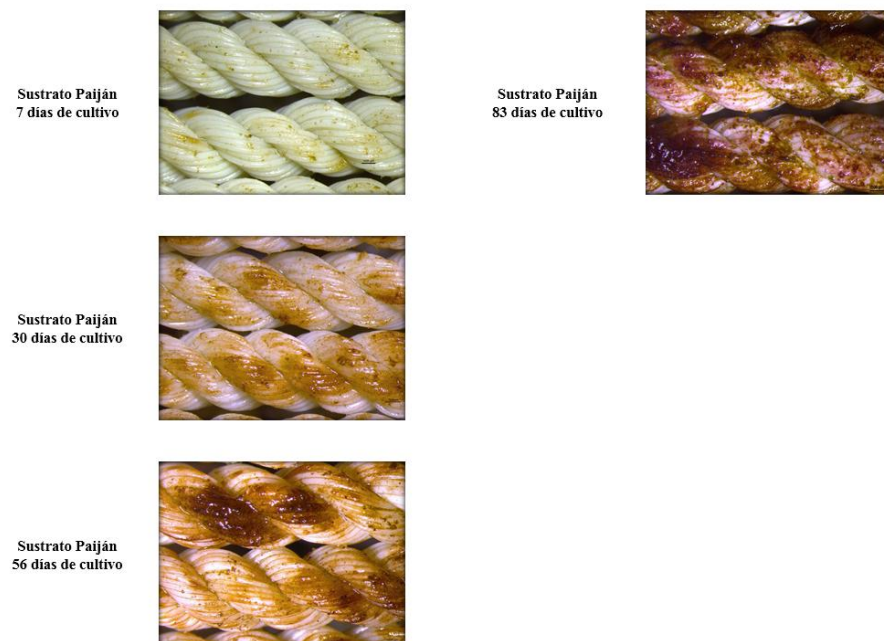 Sustrato Paiján
7 días de cultivo
Sustrato Paiján
30 días de cultivo
Sustrato Paiján
56 días de cultivo
Sustrato Paiján
83 días de cultivo